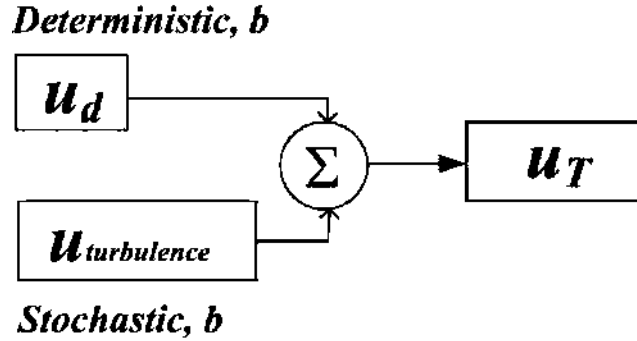 Deterministic, b
u_d
Σ
u_T
u_turbulence
Stochastic, b